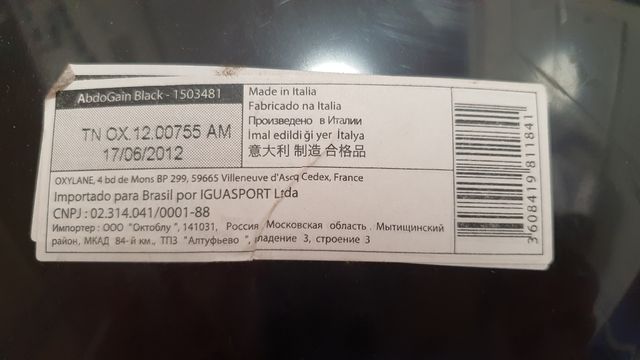 AbdoGain Black - 1503481
TN OX.12.00755 AM
17/06/2012
Made in Italia
Fabricado na Italia
Произведено в Италии
İmal edildiği yer İtalya
意大利 制造 合格品
OXYLANE, 4 bd de Mons BP 299, 59665 Villeneuve d'Ascq Cedex, France
Importado para Brasil por IGUASPORT Ltda
CNPJ : 02.314.041/0001-88
Импортер : ООО "Октоблу", 141031, Россия Московская область. Мытищинский
район, МКАД 84-й км., ТПЗ "Алтуфьево", владение 3, строение 3
3608419811841